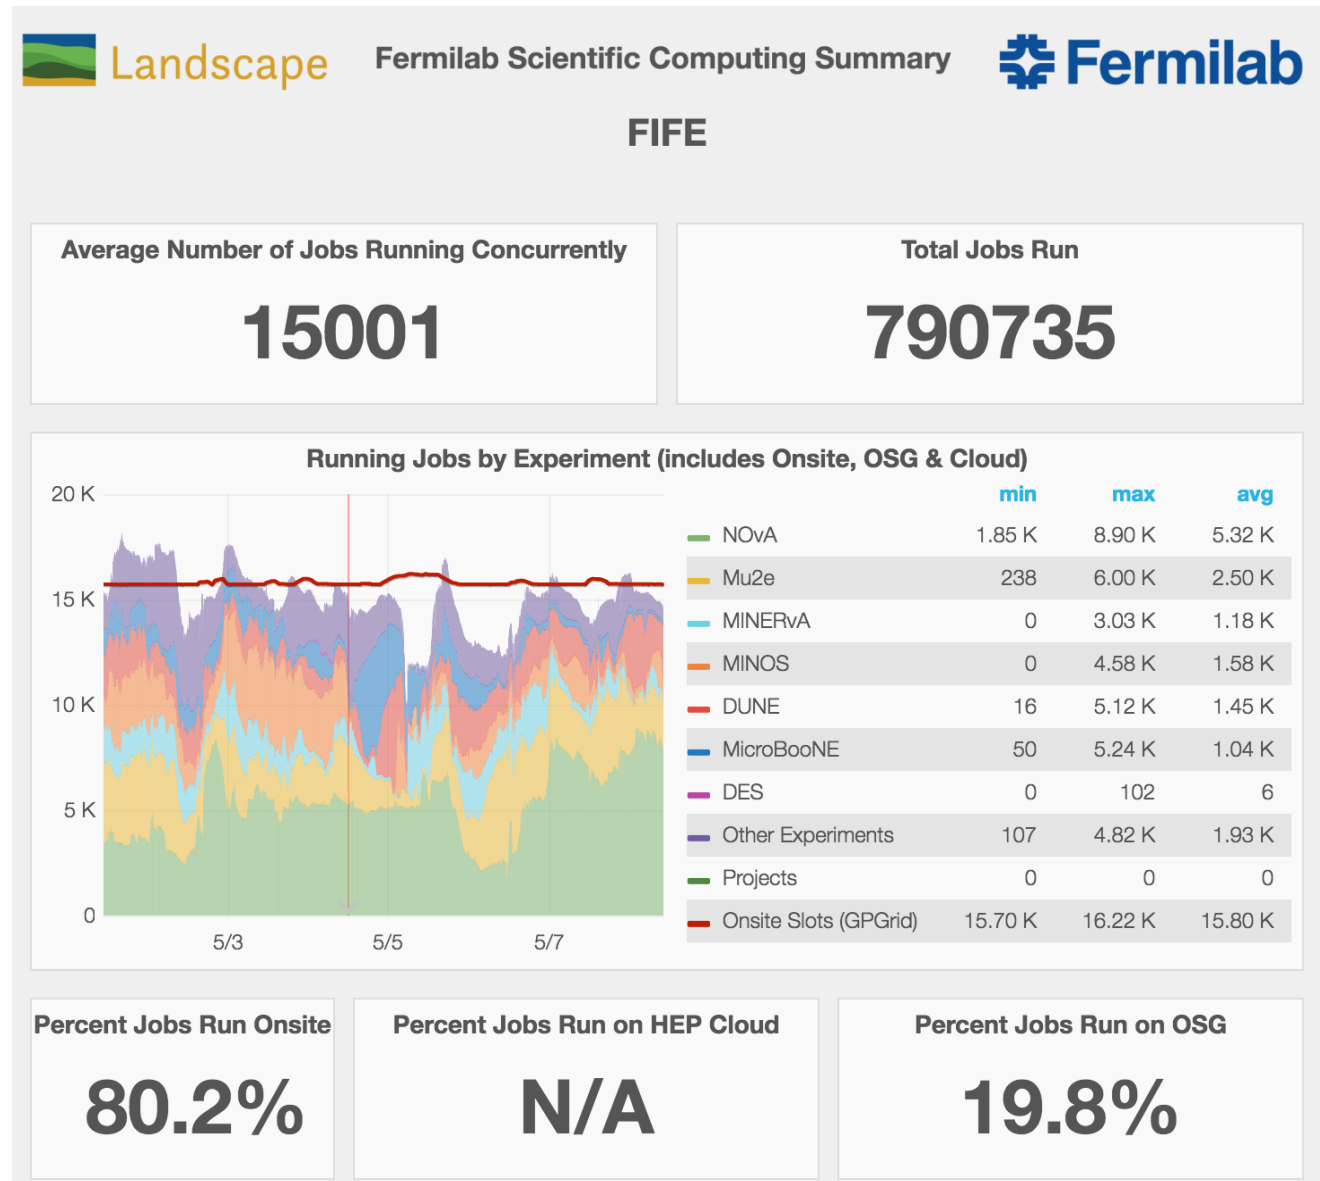 Landscape
Fermilab Scientific Computing Summary
Fermilab
FIFE
Average Number of Jobs Running Concurrently
15001
Total Jobs Run
790735
Running Jobs by Experiment (includes Onsite, OSG & Cloud)
20 K
15 K
10 K
5 K
0
5/3 5/5 5/7
min max avg
NOvA 1.85 K 8.90 K 5.32 K
Mu2e 238 6.00 K 2.50 K
MINERvA 0 3.03 K 1.18 K
MINOS 0 4.58 K 1.58 K
DUNE 16 5.12 K 1.45 K
MicroBooNE 50 5.24 K 1.04 K
DES 0 102 6
Other Experiments 107 4.82 K 1.93 K
Projects 0 0 0
Onsite Slots (GPGrid) 15.70 K 16.22 K 15.80 K
Percent Jobs Run Onsite
80.2%
Percent Jobs Run on HEP Cloud
N/A
Percent Jobs Run on OSG
19.8%